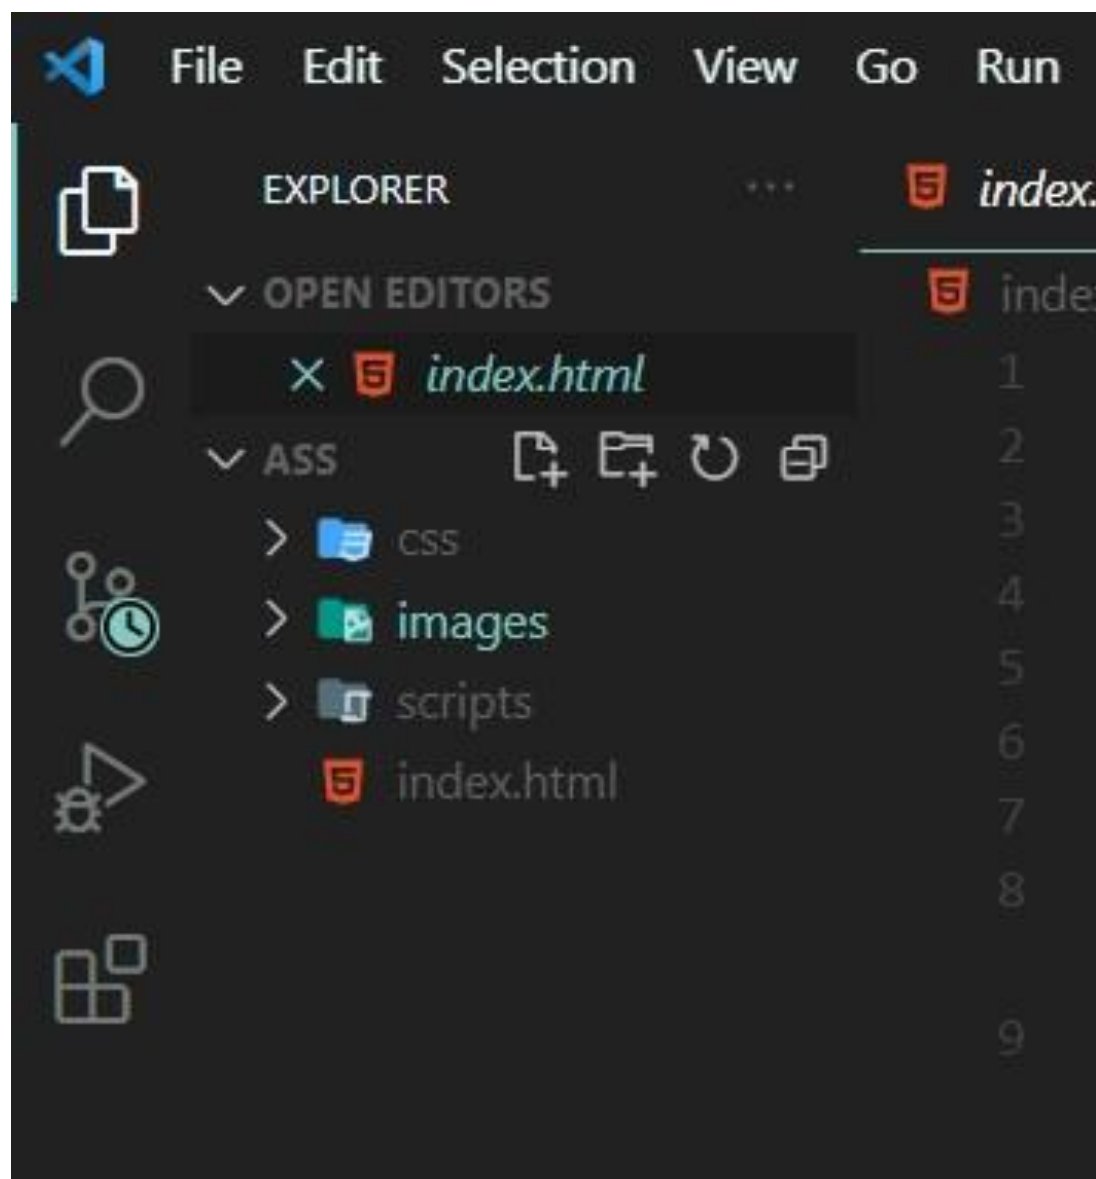 File Edit Selection View Go Run
EXPLORER ...
OPEN EDITORS
index.html
ASS
css
images
scripts
index.html
index.
index
1
2
3
4
5
6
7
8
9